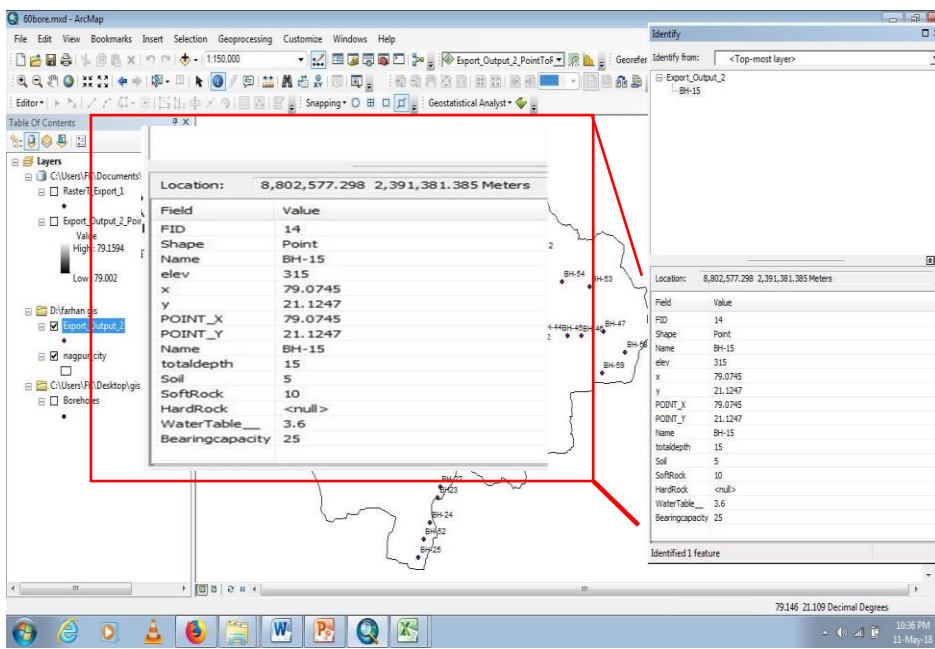 60bore.mxd - ArcMap
File Edit View Bookmarks Insert Selection Geoprocessing Customize Windows Help
1:150,000 Export_Output_2_PointToF Georefer
Editor Snapping Geostatistical Analyst
Table Of Contents
Layers
C:\Users\
\Documents\
RasterT_Export_1
Export_Output_2_Poi
Value
High : 79.1594
Low : 79.002
D:\farhan gis
Export_Output_2
nagpur city
C:\Users\
\Desktop\gis
Boreholes
Location: 8,802,577.298 2,391,381.385 Meters
Field Value
FID 14
Shape Point
Name BH-15
elev 315
x 79.0745
y 21.1247
POINT_X 79.0745
POINT_Y 21.1247
Name BH-15
totaldepth 15
Soil 5
SoftRock 10
HardRock <null>
WaterTable__ 3.6
Bearingcapacity 25
BH-54
BH-53
BH-45
BH-46
BH-47
BH-59
BH-22
BH23
BH-24
BH-52
BH-25
Identify
Identify from: <Top-most layer>
Export_Output_2
BH-15
Location: 8,802,577.298 2,391,381.385 Meters
Field Value
FID 14
Shape Point
Name BH-15
elev 315
x 79.0745
y 21.1247
POINT_X 79.0745
POINT_Y 21.1247
Name BH-15
totaldepth 15
Soil 5
SoftRock 10
HardRock <null>
WaterTable__ 3.6
Bearingcapacity 25
Identified 1 feature
79.146 21.109 Decimal Degrees
10:36 PM
11-May-18